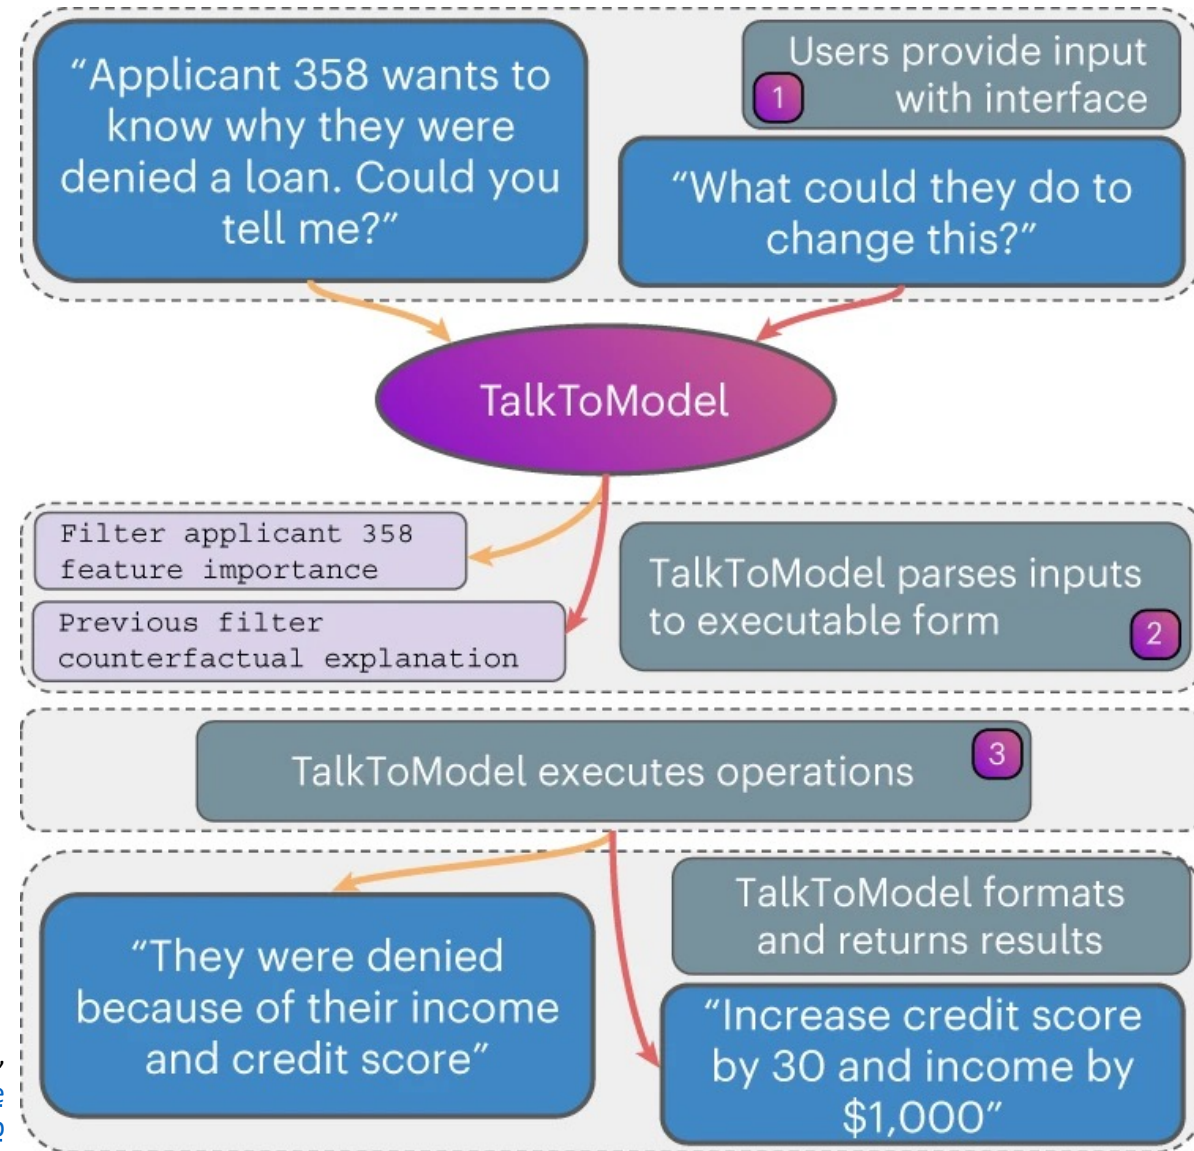 “Applicant 358 wants to
know why they were
denied a loan. Could you
tell me?”
Users provide input
with interface
1
“What could they do to
change this?”
TalkToModel
Filter applicant 358
feature importance
Previous filter
counterfactual explanation
TalkToModel parses inputs
to executable form
2
TalkToModel executes operations
3
“They were denied
because of their income
and credit score”
TalkToModel formats
and returns results
“Increase credit score
by 30 and income by
$1,000”